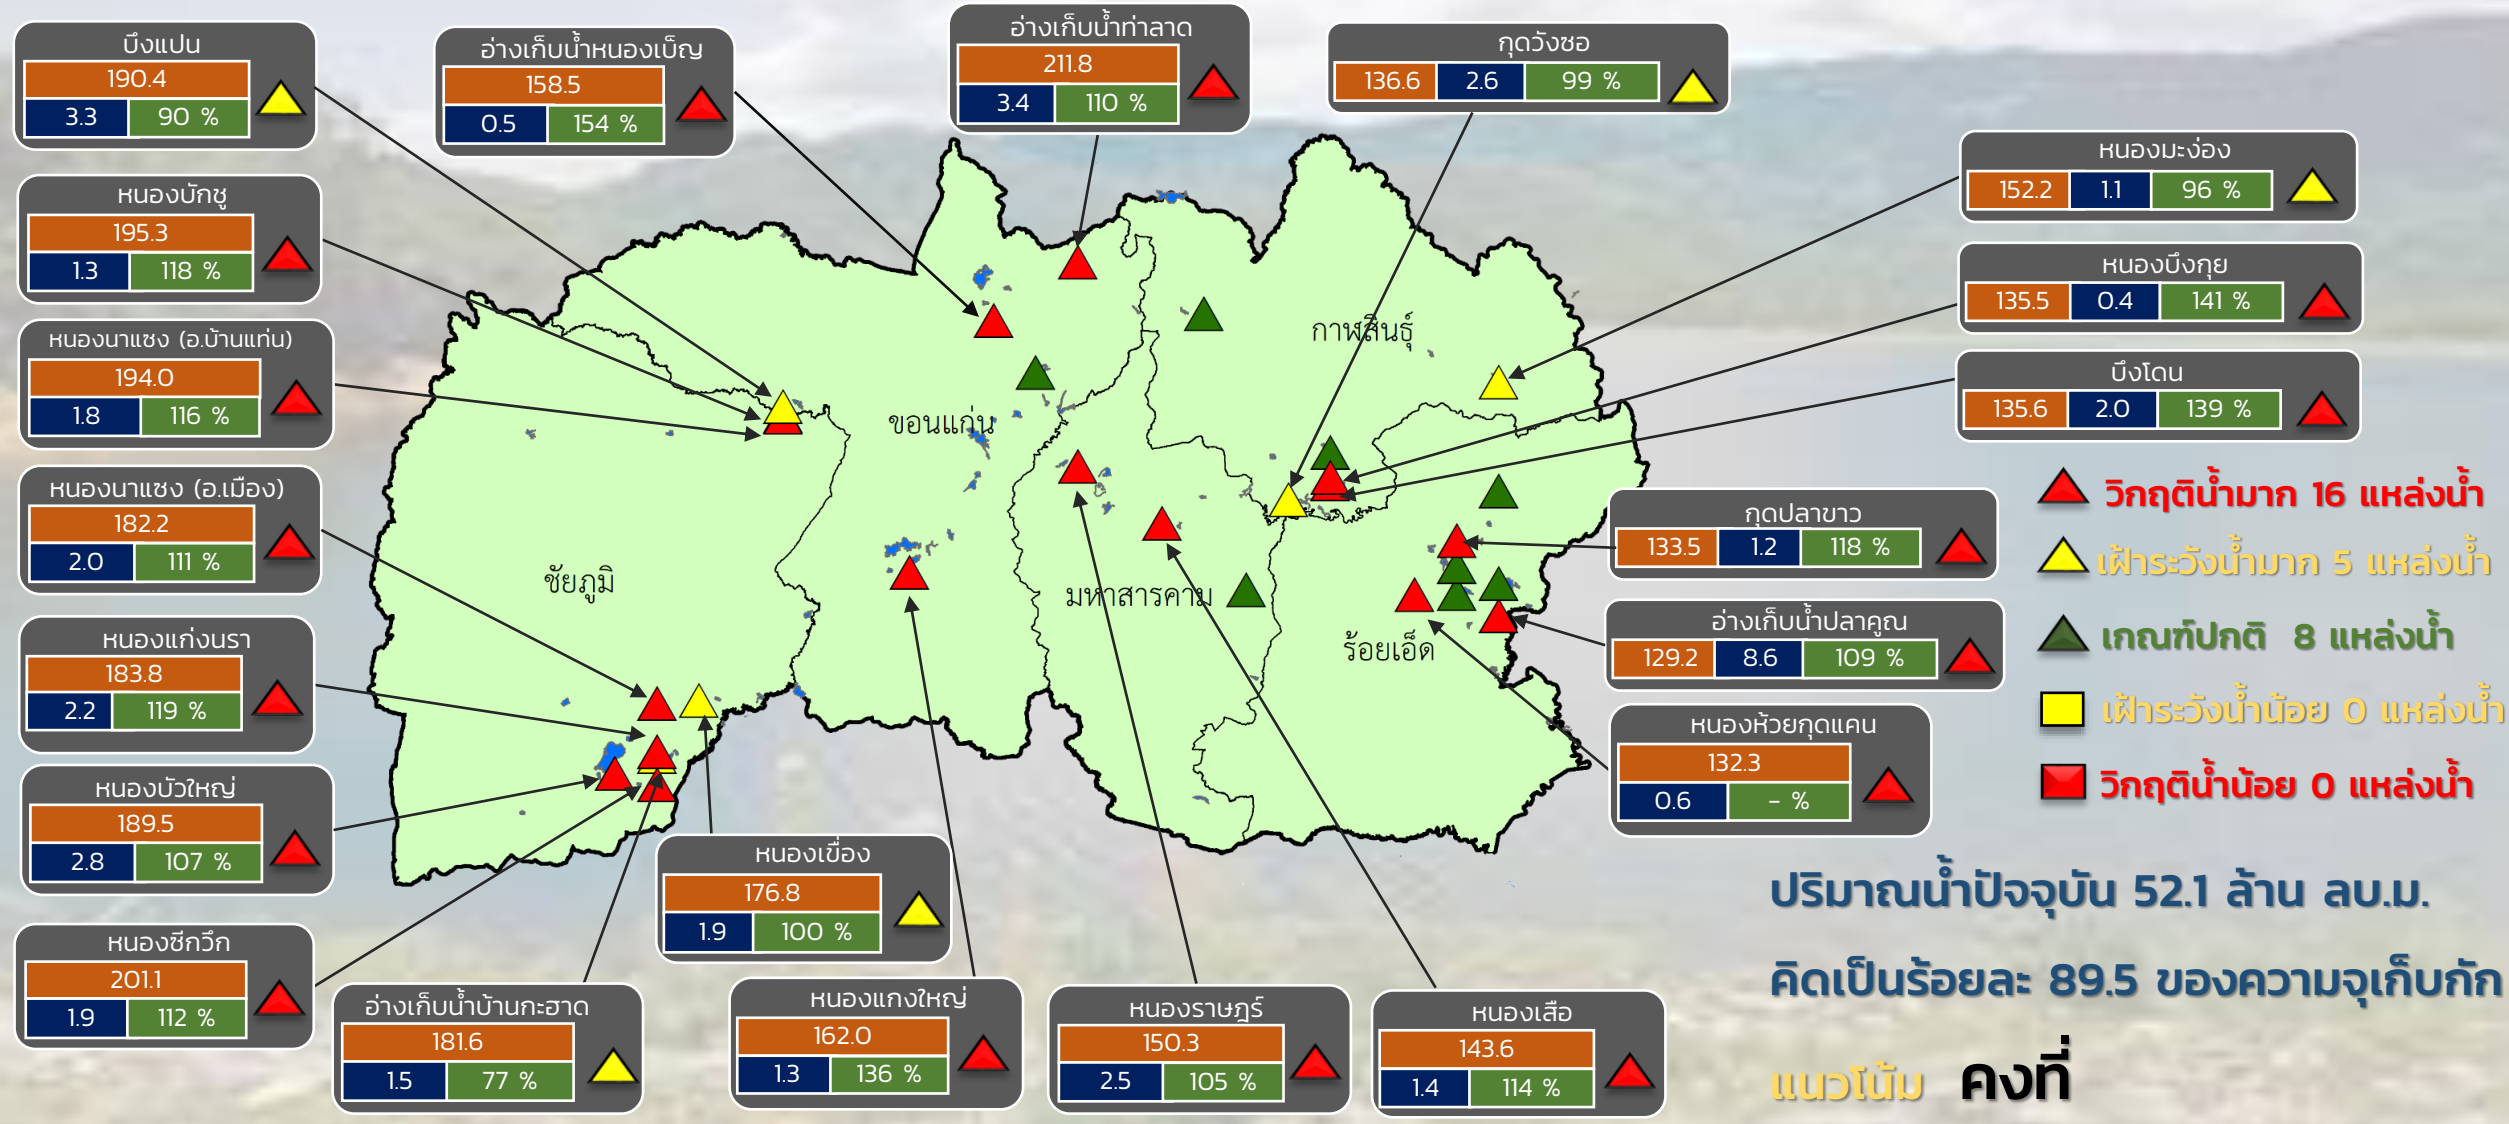 บึงแปน
190.4
3.3 90 %
อ่างเก็บน้ำหนองเบ็ญ
158.5
0.5 154 %
อ่างเก็บน้ำท่าลาด
211.8
3.4 110 %
กุดวังซอ
136.6 2.6 99 %
หนองมะง่อง
152.2 1.1 96 %
หนองบักชู
195.3
1.3 118 %
หนองบึงกุย
135.5 0.4 141 %
หนองนาแซง (อ.บ้านแท่น)
194.0
1.8 116 %
บึงโดน
135.6 2.0 139 %
กาฬสินธุ์
ขอนแก่น
ชัยภูมิ
มหาสารคาม
ร้อยเอ็ด
หนองนาแซง (อ.เมือง)
182.2
2.0 111 %
กุดปลาขาว
133.5 1.2 118 %
หนองแก่งนรา
183.8
2.2 119 %
อ่างเก็บน้ำปลาคูณ
129.2 8.6 109 %
หนองห้วยกุดแคน
132.3
0.6 - %
หนองบัวใหญ่
189.5
2.8 107 %
หนองซีกวึก
201.1
1.9 112 %
หนองเขื่อง
176.8
1.9 100 %
อ่างเก็บน้ำบ้านกะฮาด
181.6
1.5 77 %
หนองแกงใหญ่
162.0
1.3 136 %
หนองราษฎร์
150.3
2.5 105 %
หนองเสือ
143.6
1.4 114 %
วิกฤติน้ำมาก 16 แหล่งน้ำ
เฝ้าระวังน้ำมาก 5 แหล่งน้ำ
เกณฑ์ปกติ 8 แหล่งน้ำ
เฝ้าระวังน้ำน้อย 0 แหล่งน้ำ
วิกฤติน้ำน้อย 0 แหล่งน้ำ
ปริมาณน้ำปัจจุบัน 52.1 ล้าน ลบ.ม.
คิดเป็นร้อยละ 89.5 ของความจุเก็บกัก
แนวโน้ม คงที่